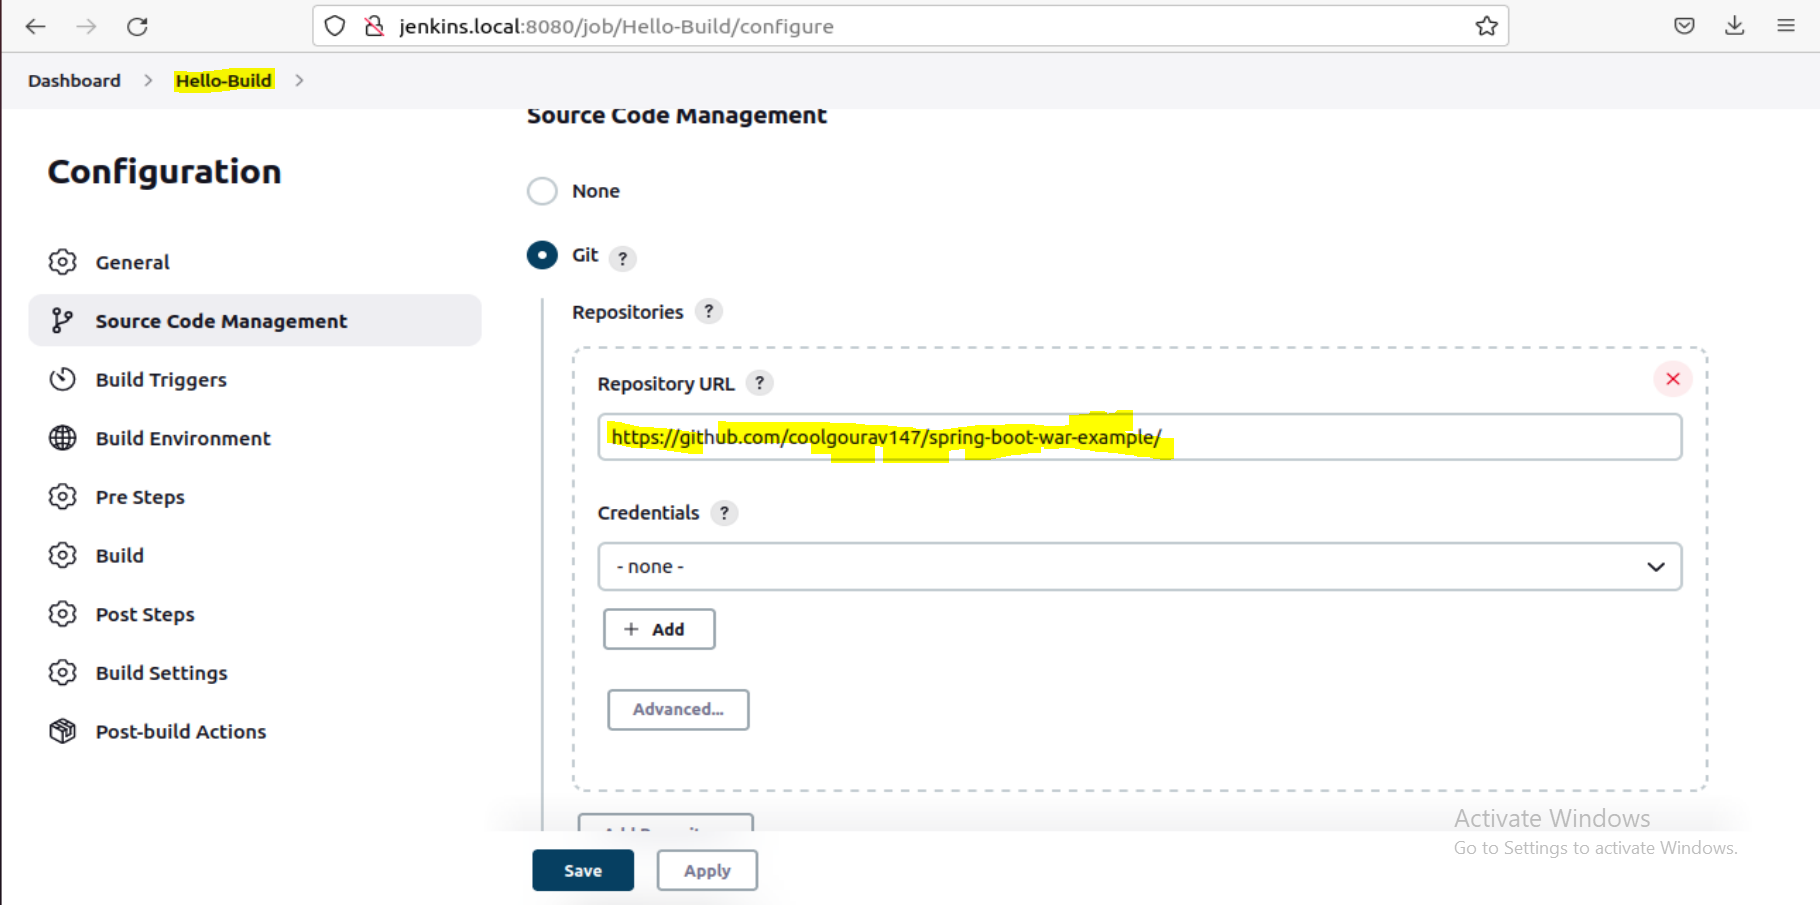 jenkins.local:8080/job/Hello-Build/configure
Dashboard > Hello-Build >
Source Code Management
Configuration
None
General
Git ?
Source Code Management
Repositories ?
Build Triggers
Repository URL ?
Build Environment
https://github.com/coolgourav147/spring-boot-war-example/
Pre Steps
Credentials ?
Build
- none -
Post Steps
+ Add
Build Settings
Advanced...
Post-build Actions
Activate Windows
Go to Settings to activate Windows.
Save
Apply